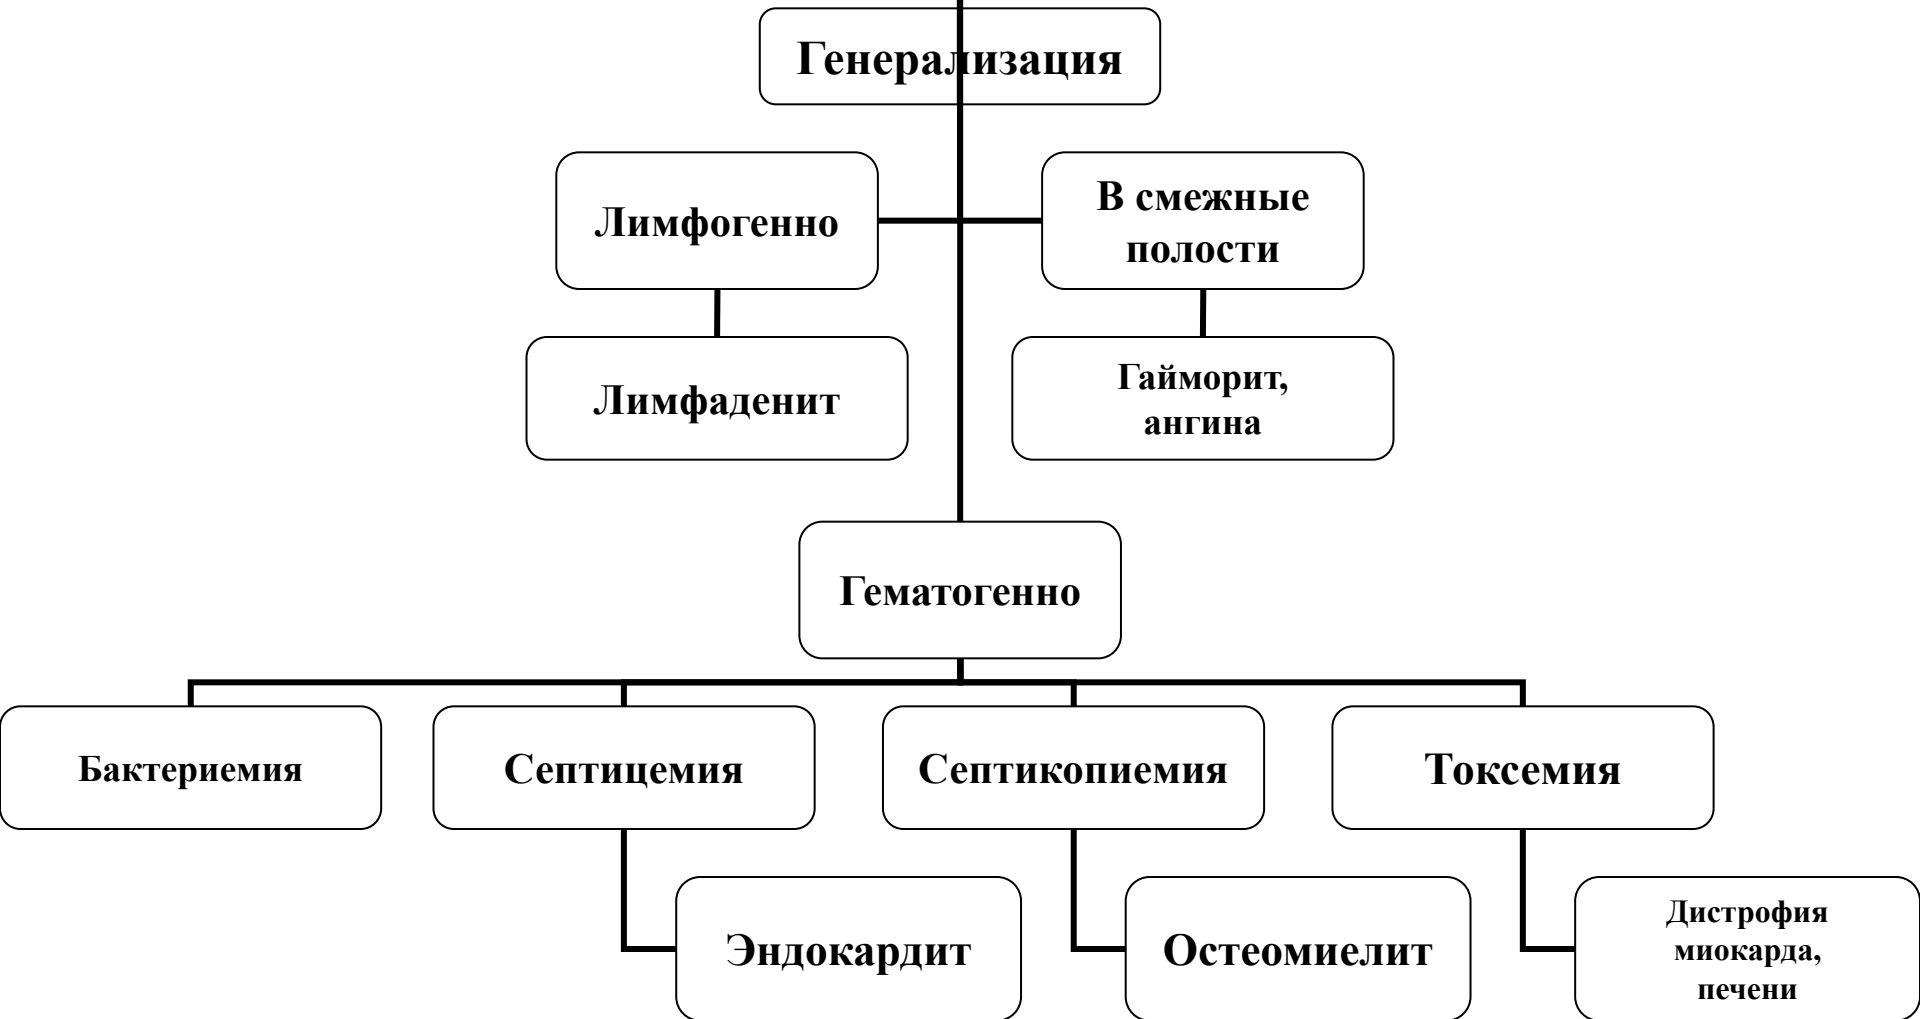 Генерализация
Лимфогенно
В смежные
полости
Лимфаденит
Гайморит,
ангина
Гематогенно
Бактериемия
Септицемия
Септикопиемия
Токсемия
Эндокардит
Остеомиелит
Дистрофия
миокарда,
печени